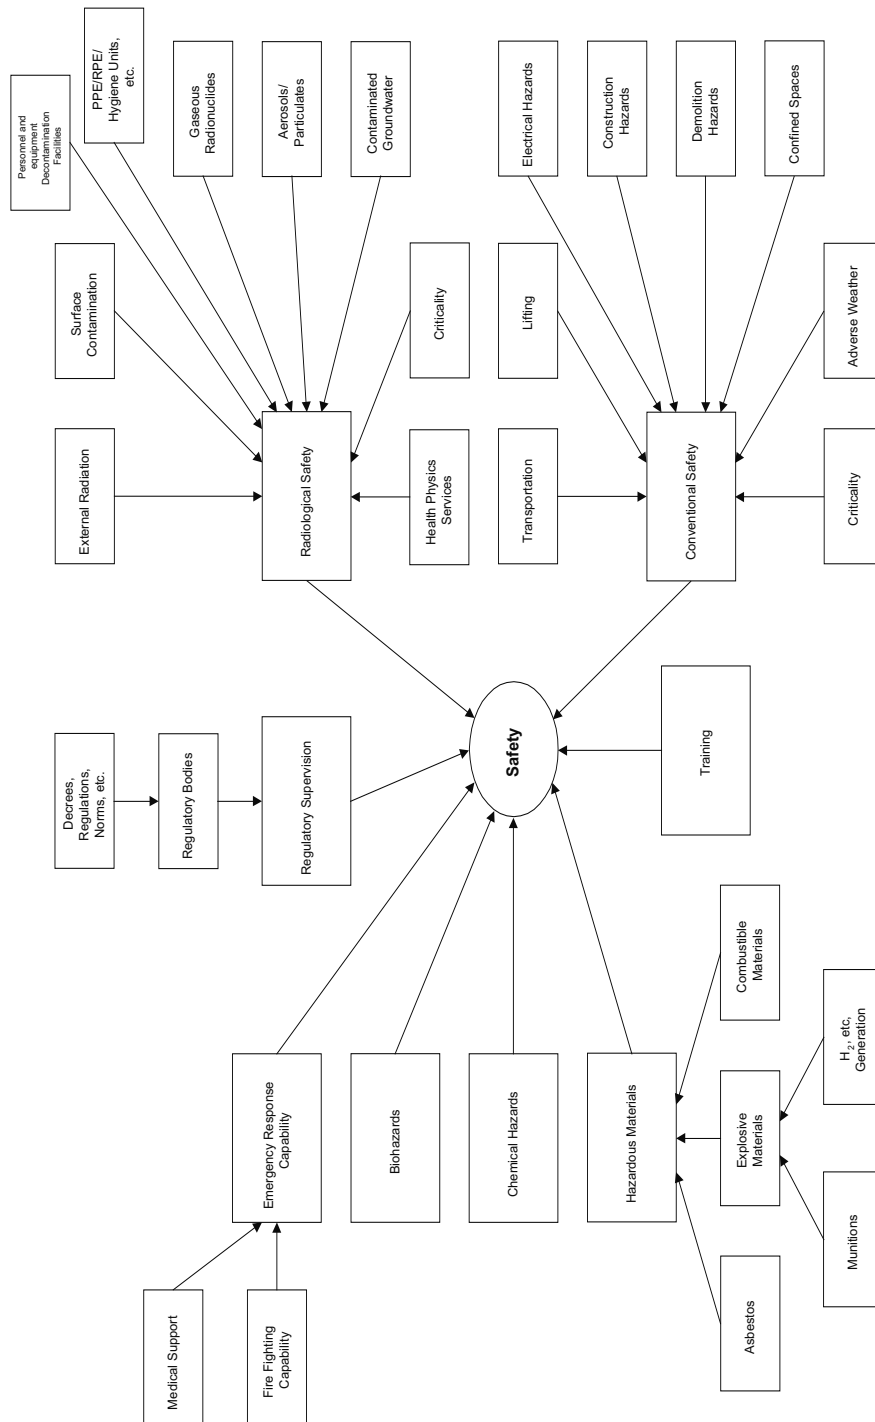 Personnel and
equipment
Decontamination
Facilities
Decrees,
Regulations,
Norms, etc.
External Radiation
Surface
Contamination
PPE/RPE/
Hygiene Units,
etc.
Medical Support
Regulatory Bodies
Gaseous
Radionuclides
Fire Fighting
Capability
Emergency Response
Capability
Regulatory Supervision
Radiological Safety
Aerosols/
Particulates
Biohazards
Contaminated
Groundwater
Health Physics
Services
Criticality
Chemical Hazards
Safety
Transportation
Lifting
Electrical Hazards
Hazardous Materials
Construction
Hazards
Training
Conventional Safety
Demolition
Hazards
Asbestos
Explosive
Materials
Combustible
Materials
Confined Spaces
Munitions
H2, etc,
Generation
Criticality
Adverse Weather